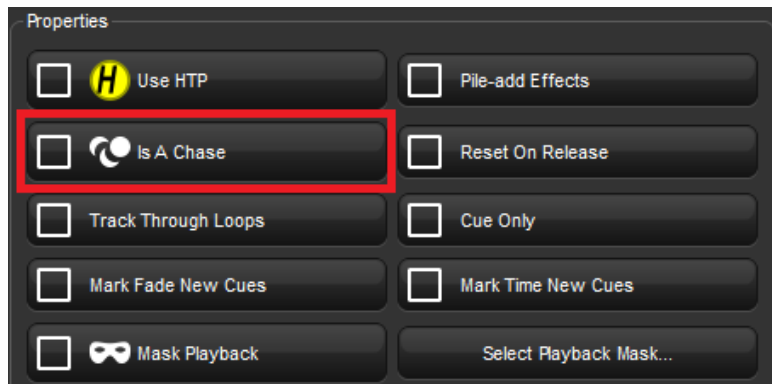 Properties
H Use HTP
Pile-add Effects
Is A Chase
Reset On Release
Track Through Loops
Cue Only
Mark Fade New Cues
Mark Time New Cues
Mask Playback
Select Playback Mask...